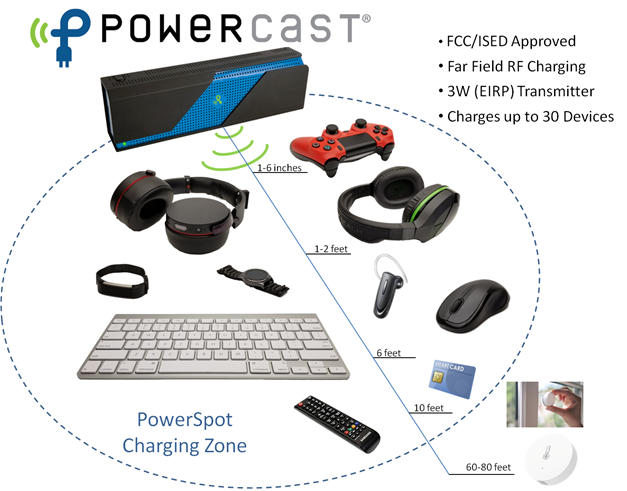 POWERCAST®
• FCC/ISED Approved
• Far Field RF Charging
• 3W (EIRP) Transmitter
• Charges up to 30 Devices
1-6 inches
1-2 feet
6 feet
SMARTCARD
10 feet
PowerSpot
Charging Zone
60-80 feet